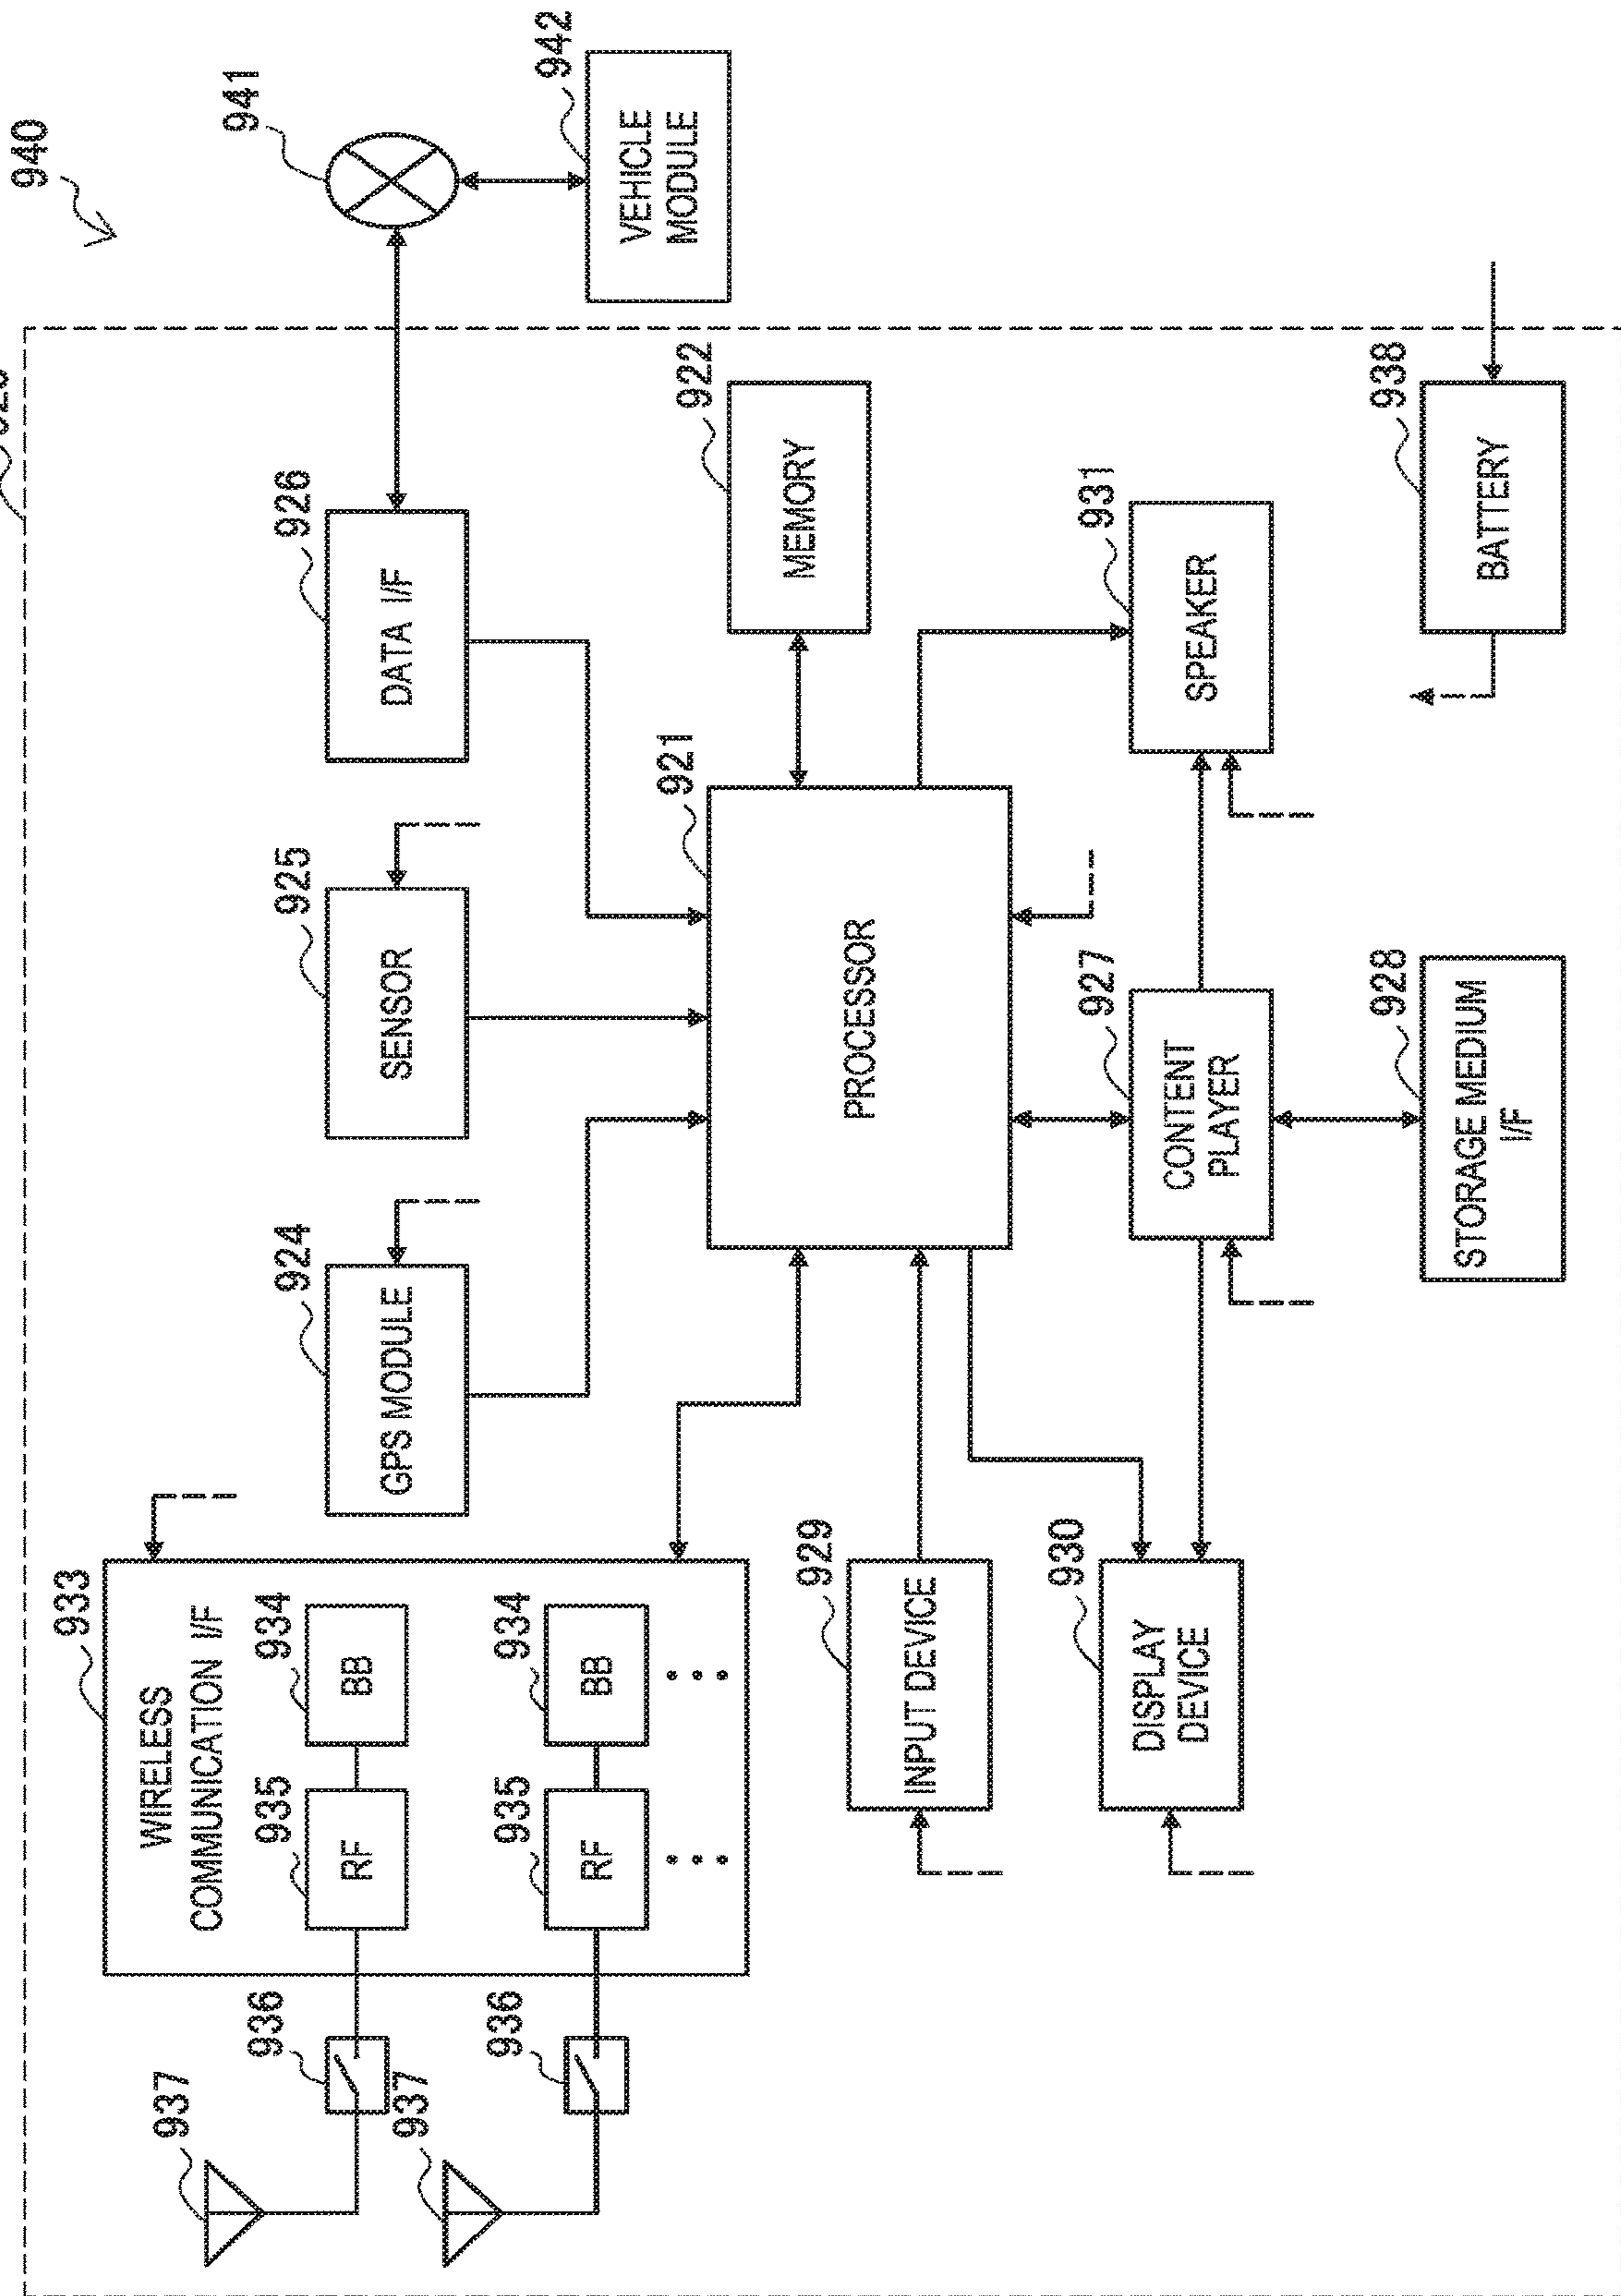 940
941
942
VEHICLE
MODULE
926
DATA I/F
922
MEMORY
925
SENSOR
921
PROCESSOR
931
SPEAKER
938
BATTERY
924
GPS MODULE
927
CONTENT
PLAYER
928
STORAGE MEDIUM
I/F
933
WIRELESS
COMMUNICATION I/F
934
BB
935
RF
934
BB
935
RF
• • •
• • •
936
936
937
937
929
INPUT DEVICE
930
DISPLAY
DEVICE